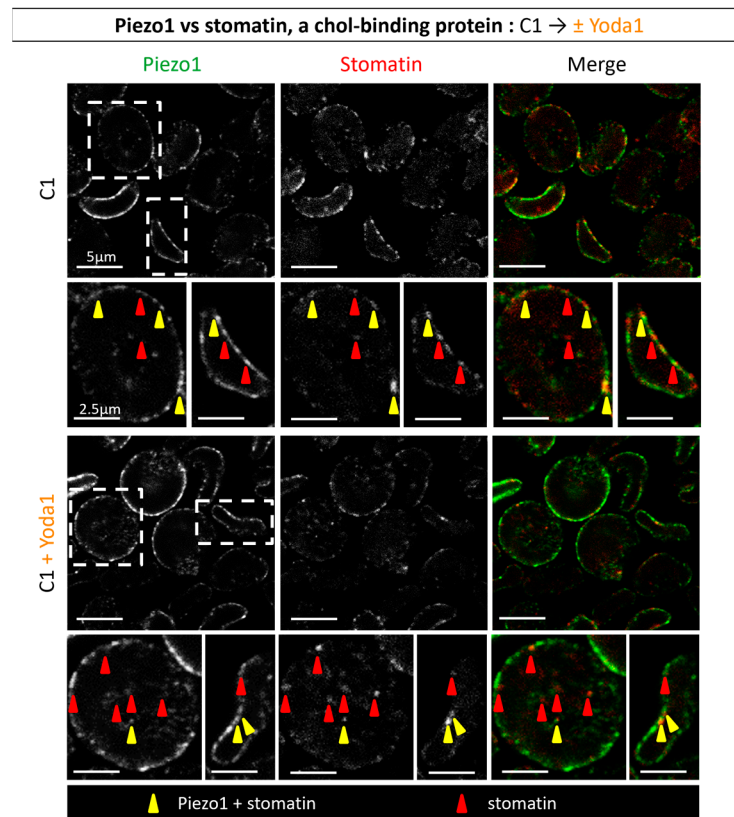 Piezo1 vs stomatin, a chol-binding protein : C1 → ± Yoda1
Piezo1
Stomatin
Merge
C1
5µm
2.5µm
C1 + Yoda1
Piezo1 + stomatin
stomatin